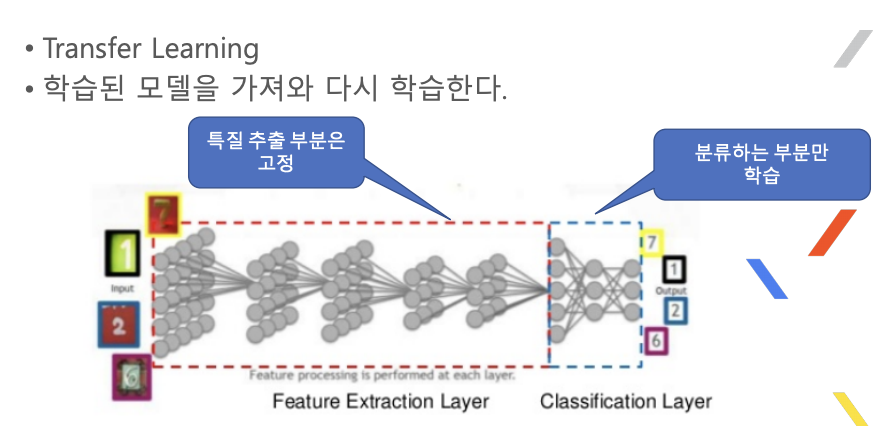 • Transfer Learning
• 학습된 모델을 가져와 다시 학습한다.
특질 추출 부분은
고정
분류하는 부분만
학습
7
1
Input
2
6
7
1
Output
2
6
Feature processing is performed at each layer.
Feature Extraction Layer
Classification Layer